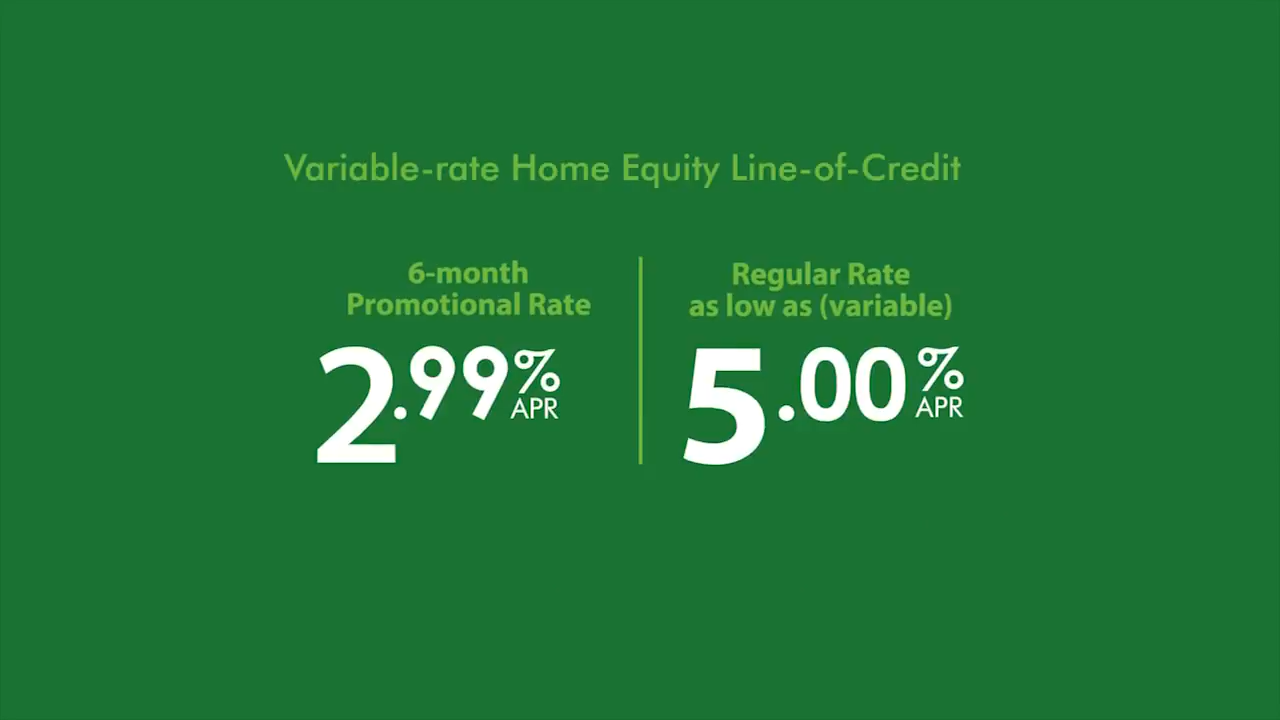 Variable-rate Home Equity Line-of-Credit
6-month
Promotional Rate
2.99% APR
Regular Rate
as low as (variable)
5.00% APR